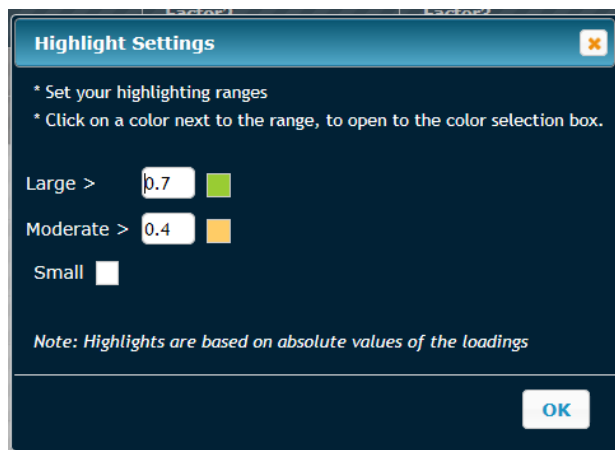 Factor2 Factor2
Highlight Settings
* Set your highlighting ranges
* Click on a color next to the range, to open to the color selection box.
Large > 0.7
Moderate > 0.4
Small
Note: Highlights are based on absolute values of the loadings
OK